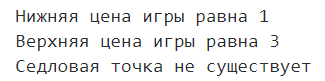 Нижняя цена игры равна 1
Верхняя цена игры равна 3
Седловая точка не существует